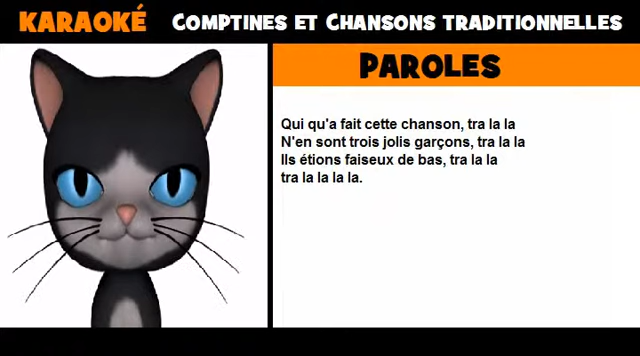 KARAOKÉ COMPTINES ET CHANSONS TRADITIONNELLES
PAROLES
Qui qu'a fait cette chanson, tra la la
N'en sont trois jolis garçons, tra la la
Ils étions faiseux de bas, tra la la
tra la la la la.